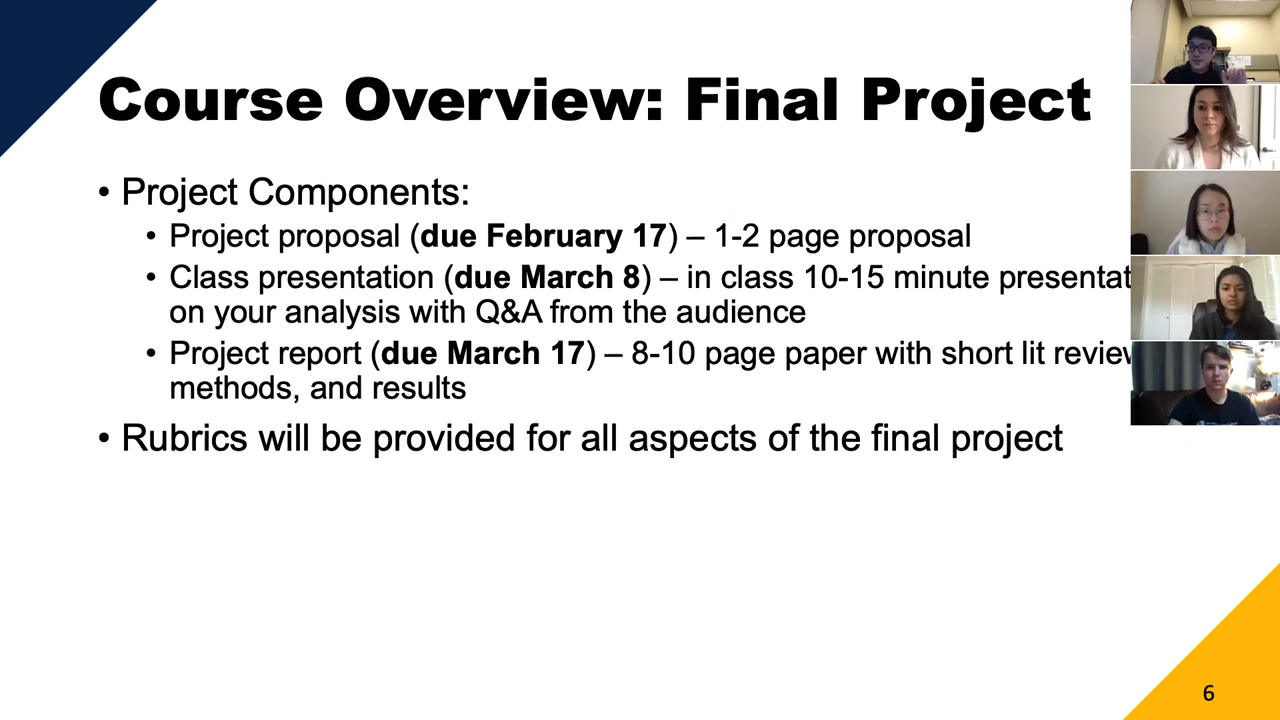 Course Overview: Final Project
• Project Components:
• Project proposal (due February 17) – 1-2 page proposal
• Class presentation (due March 8) – in class 10-15 minute
on your analysis with Q&A from the audience
• Project report (due March 17) – 8-10 page paper with short lit
methods, and results
• Rubrics will be provided for all aspects of the final project
6